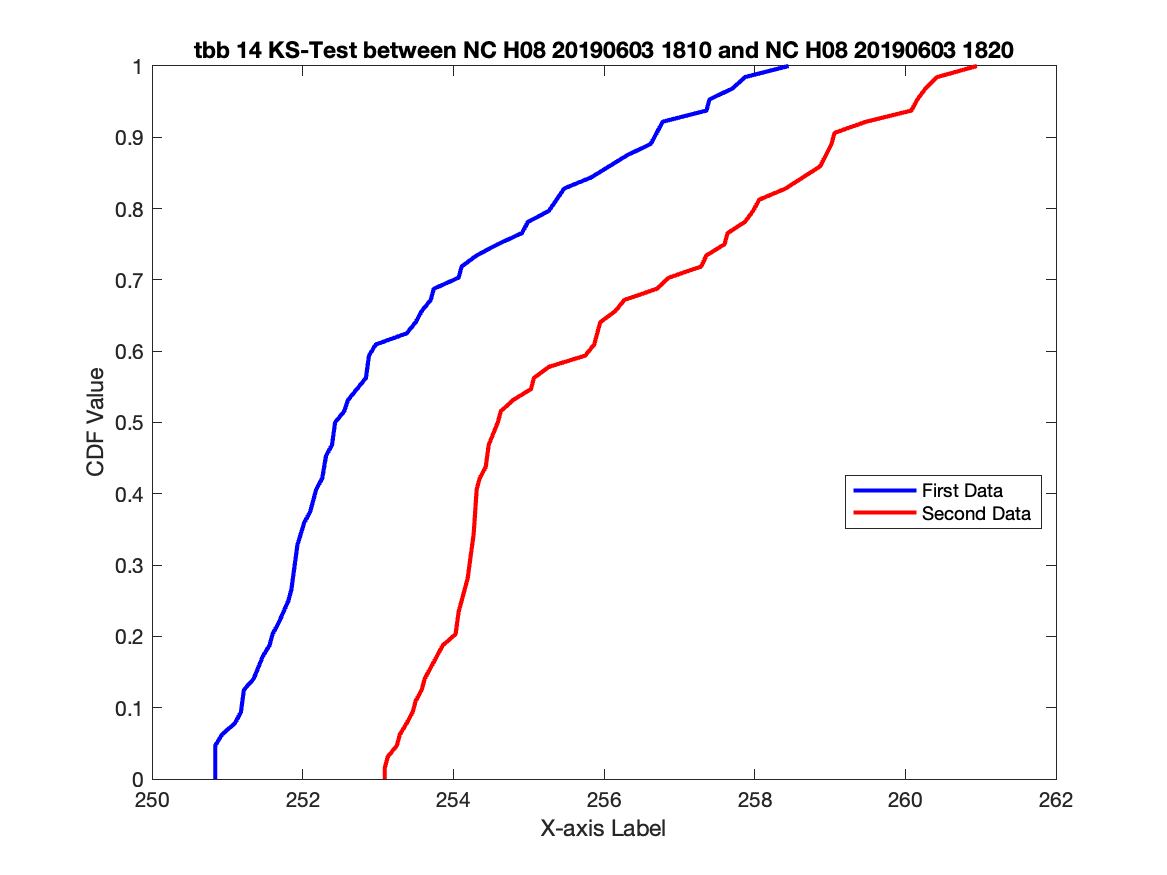 tbb 14 KS-Test between NC H08 20190603 1810 and NC H08 20190603 1820
1
0.9
0.8
0.7
0.6
0.5
0.4
0.3
0.2
0.1
0
CDF Value
First Data
Second Data
250 252 254 256 258 260 262
X-axis Label